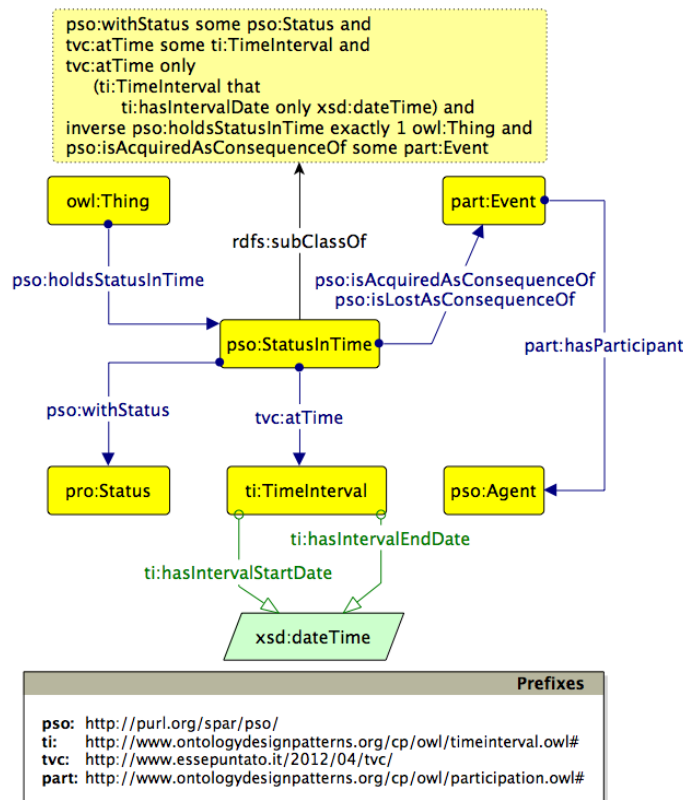 pso:withStatus some pso:Status and
tvc:atTime some ti:TimeInterval and
tvc:atTime only
(ti:TimeInterval that
ti:hasIntervalDate only xsd:dateTime) and
inverse pso:holdsStatusInTime exactly 1 owl:Thing and
pso:isAcquiredAsConsequenceOf some part:Event
owl:Thing
part:Event
rdfs:subClassOf
pso:holdsStatusInTime
pso:isAcquiredAsConsequenceOf
pso:isLostAsConsequenceOf
pso:StatusInTime
part:hasParticipant
pso:withStatus
tvc:atTime
pro:Status
ti:TimeInterval
pso:Agent
ti:hasIntervalEndDate
ti:hasIntervalStartDate
xsd:dateTime
Prefixes
pso: http://purl.org/spar/pso/
ti: http://www.ontologydesignpatterns.org/cp/owl/timeinterval.owl#
tvc: http://www.essepuntato.it/2012/04/tvc/
part: http://www.ontologydesignpatterns.org/cp/owl/participation.owl#